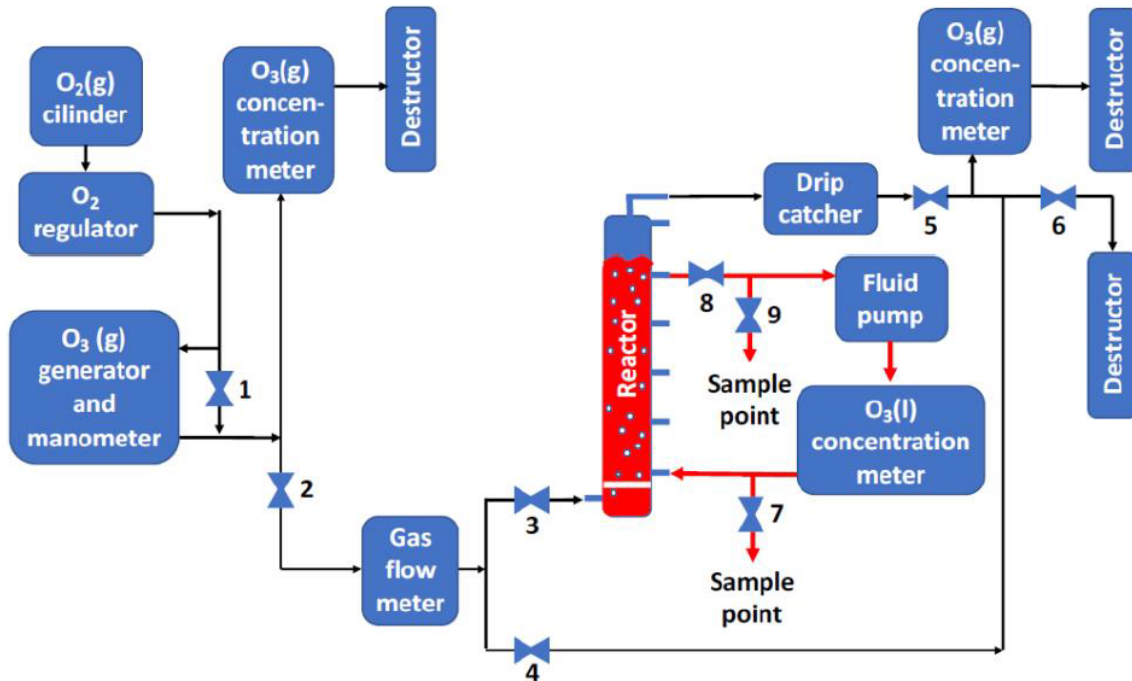 O2(g)
cilinder
O2
regulator
O3 (g)
generator
and
manometer
1
2
O3(g)
concen-
tration
meter
Destructor
Gas
flow
meter
3
4
Reactor
Drip
catcher
5
6
O3(g)
concen-
tration
meter
Destructor
Destructor
8
9
Sample
point
Fluid
pump
O3(l)
concentration
meter
7
Sample
point